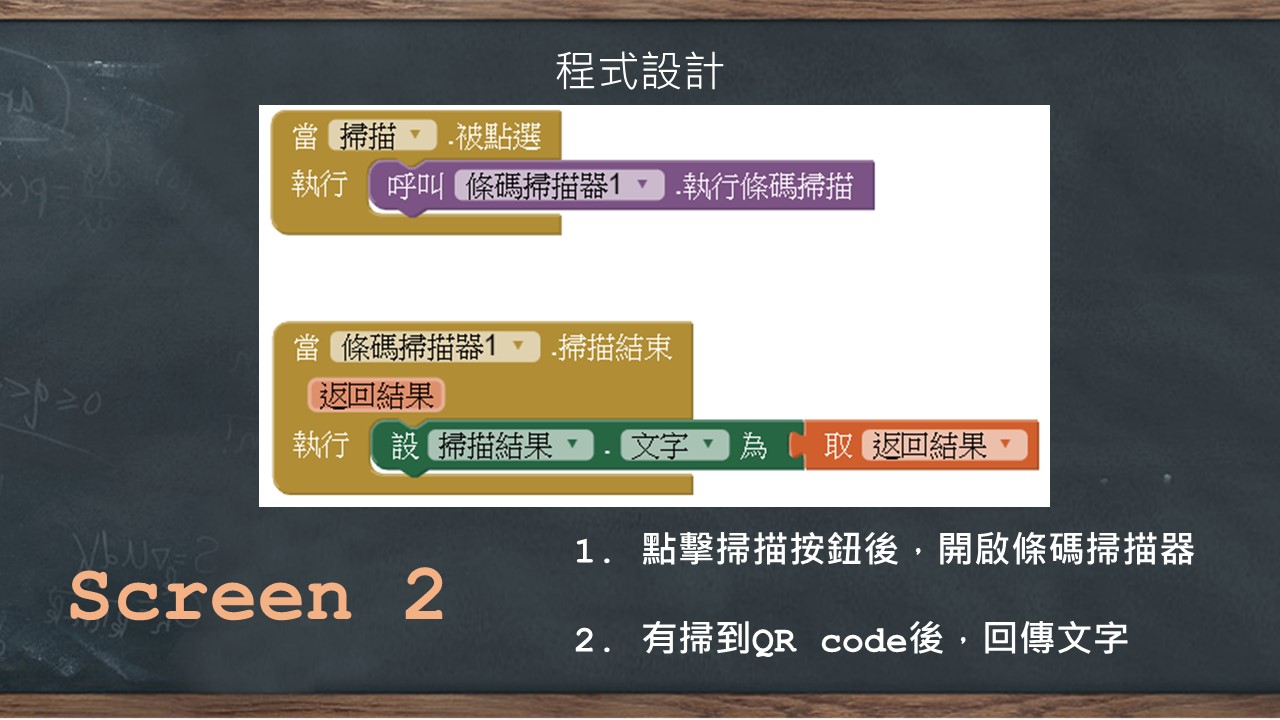 程式設計
當 掃描 .被點選
執行 呼叫 條碼掃描器1 .執行條碼掃描
當 條碼掃描器1 .掃描結束
返回結果
執行 設 掃描結果 . 文字 為 取 返回結果
1. 點擊掃描按鈕後，開啟條碼掃描器
Screen 2
2. 有掃到QR code後，回傳文字